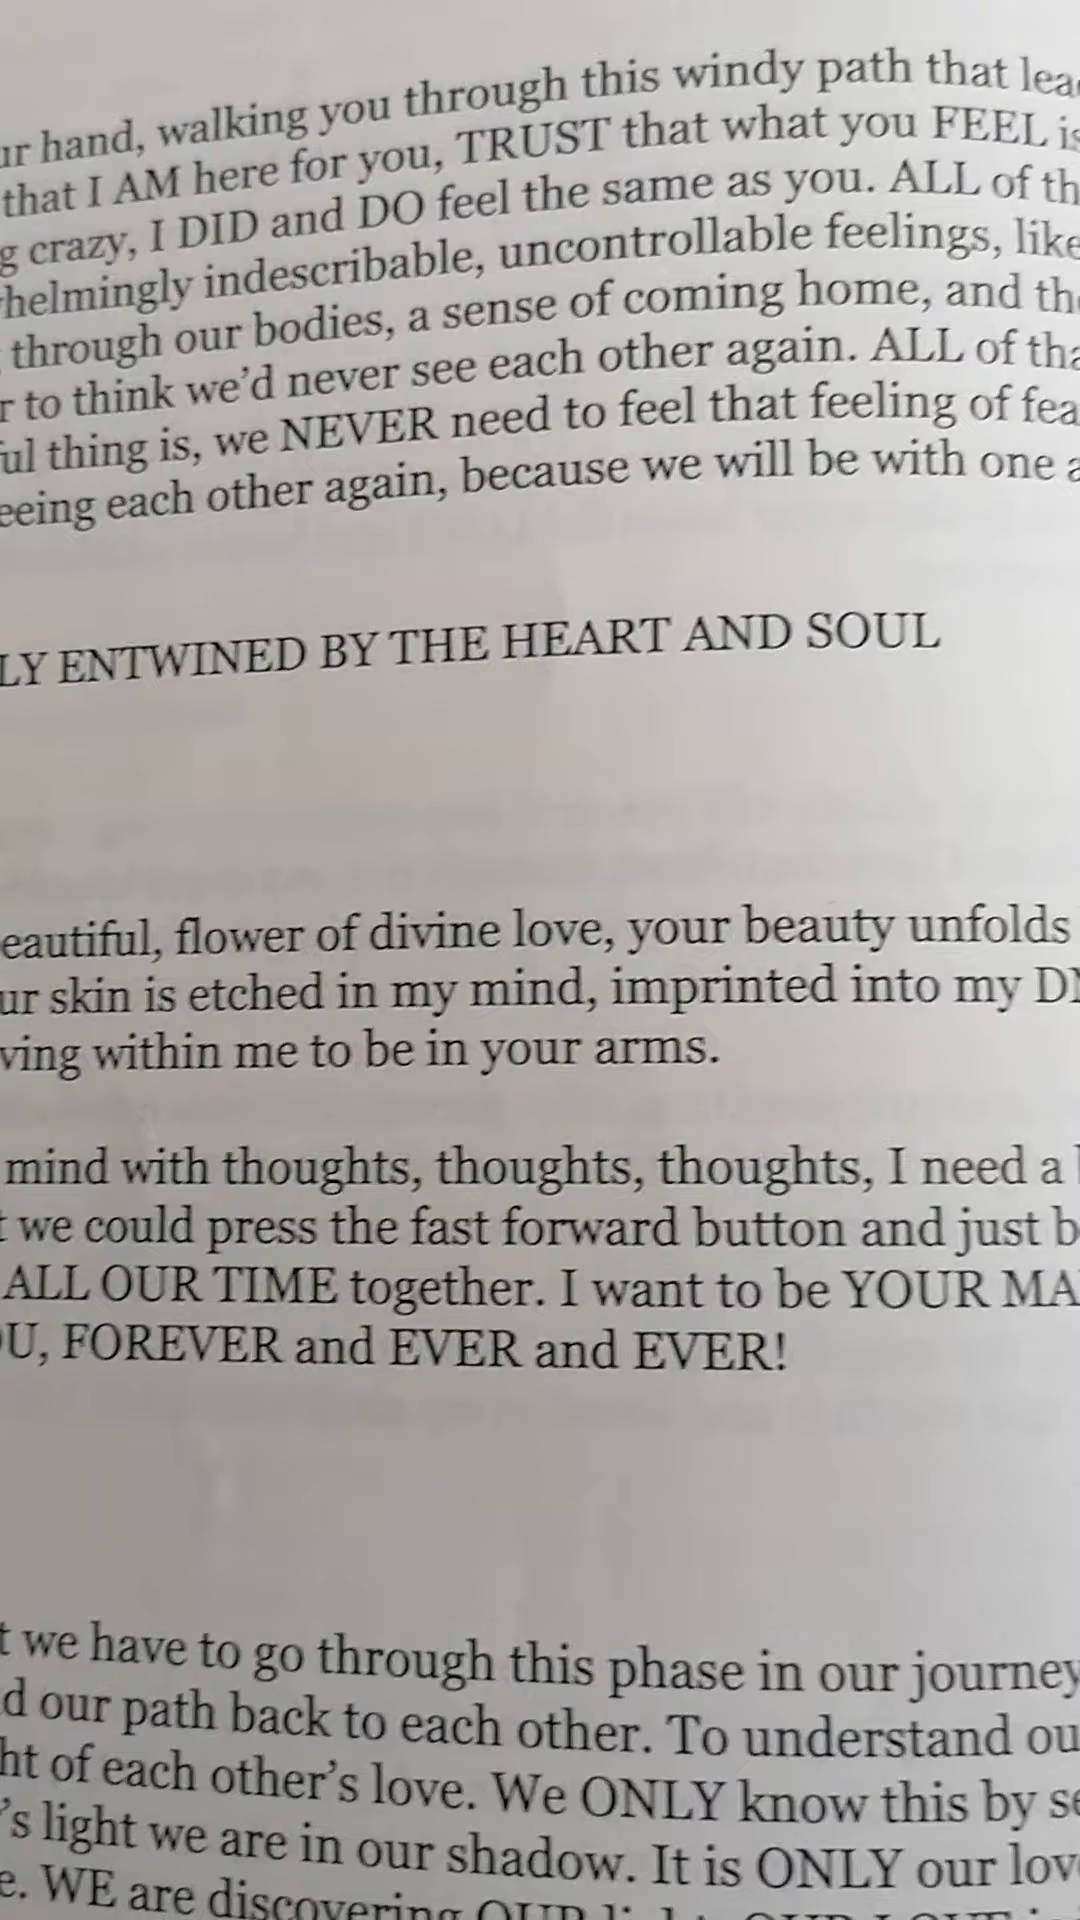 ur hand, walking you through this windy path that lea
that I AM here for you, TRUST that what you FEEL is
g crazy, I DID and DO feel the same as you. ALL of th
helmingly indescribable, uncontrollable feelings, like
through our bodies, a sense of coming home, and the
r to think we'd never see each other again. ALL of tha
ful thing is, we NEVER need to feel that feeling of fea
eeing each other again, because we will be with one a
LY ENTWINED BY THE HEART AND SOUL
eautiful, flower of divine love, your beauty unfolds
ur skin is etched in my mind, imprinted into my DN
ving within me to be in your arms.
mind with thoughts, thoughts, thoughts, I need a
t we could press the fast forward button and just b
ALL OUR TIME together. I want to be YOUR MA
OU, FOREVER and EVER and EVER!
t we have to go through this phase in our journey
d our path back to each other. To understand ou
ht of each other's love. We ONLY know this by se
's light we are in our shadow. It is ONLY our lov
e. WE are discovering OUR